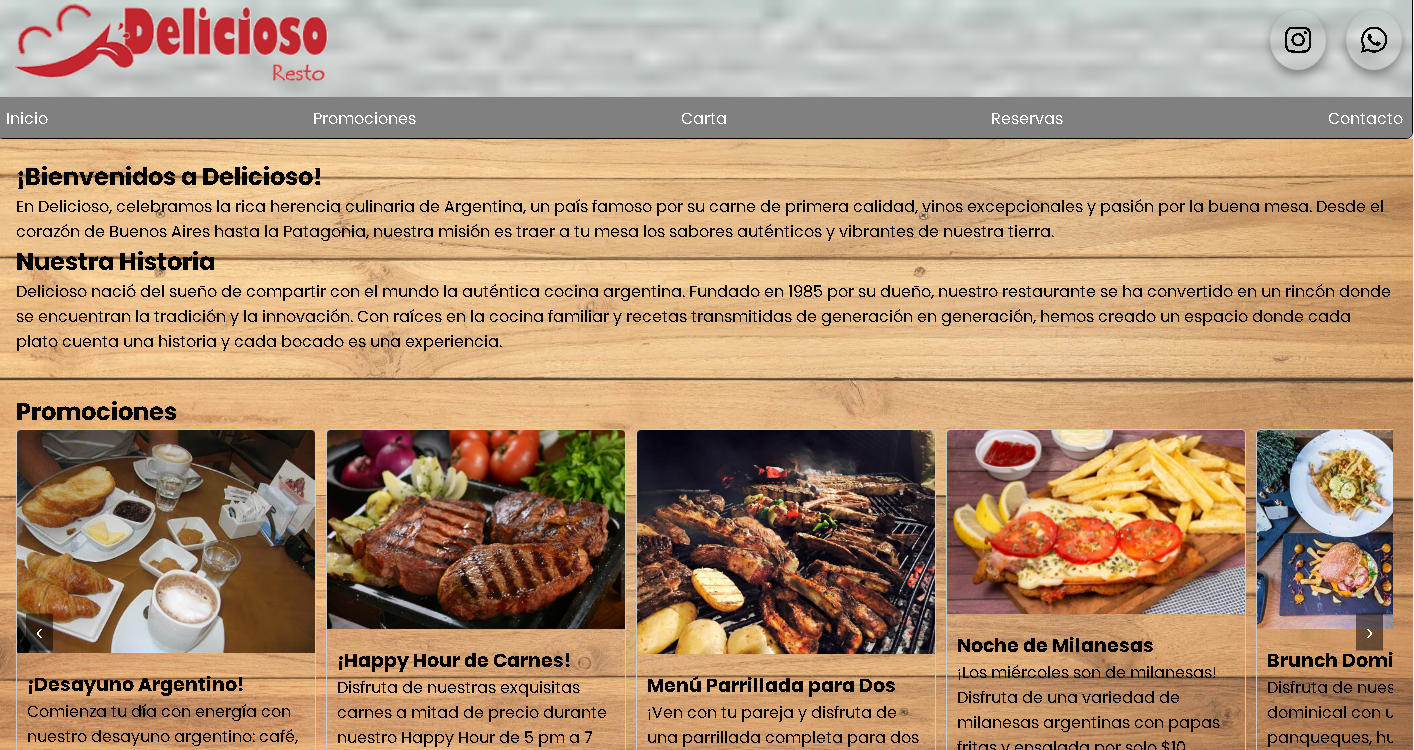 Delicioso
Resto
Inicio Promociones Carta Reservas Contacto
¡Bienvenidos a Delicioso!
En Delicioso, celebramos la rica herencia culinaria de Argentina, un país famoso por su carne de primera calidad, vinos excepcionales y pasión por la buena mesa. Desde el
corazón de Buenos Aires hasta la Patagonia, nuestra misión es traer a tu mesa los sabores auténticos y vibrantes de nuestra tierra.
Nuestra Historia
Delicioso nació del sueño de compartir con el mundo la auténtica cocina argentina. Fundado en 1985 por su dueño, nuestro restaurante se ha convertido en un rincón donde
se encuentran la tradición y la innovación. Con raíces en la cocina familiar y recetas transmitidas de generación en generación, hemos creado un espacio donde cada
plato cuenta una historia y cada bocado es una experiencia.
Promociones
¡Desayuno Argentino!
Comienza tu día con energía con
nuestro desayuno argentino: café,
¡Happy Hour de Carnes!
Disfruta de nuestras exquisitas
carnes a mitad de precio durante
nuestro Happy Hour de 5 pm a 7
Menú Parrillada para Dos
¡Ven con tu pareja y disfruta de
una parrillada completa para dos
Noche de Milanesas
¡Los miércoles son de milanesas!
Disfruta de una variedad de
milanesas argentinas con papas
fritas y ensalada por solo $10
Brunch Domi
Disfruta de nues
dominical con u
panqueques, hu